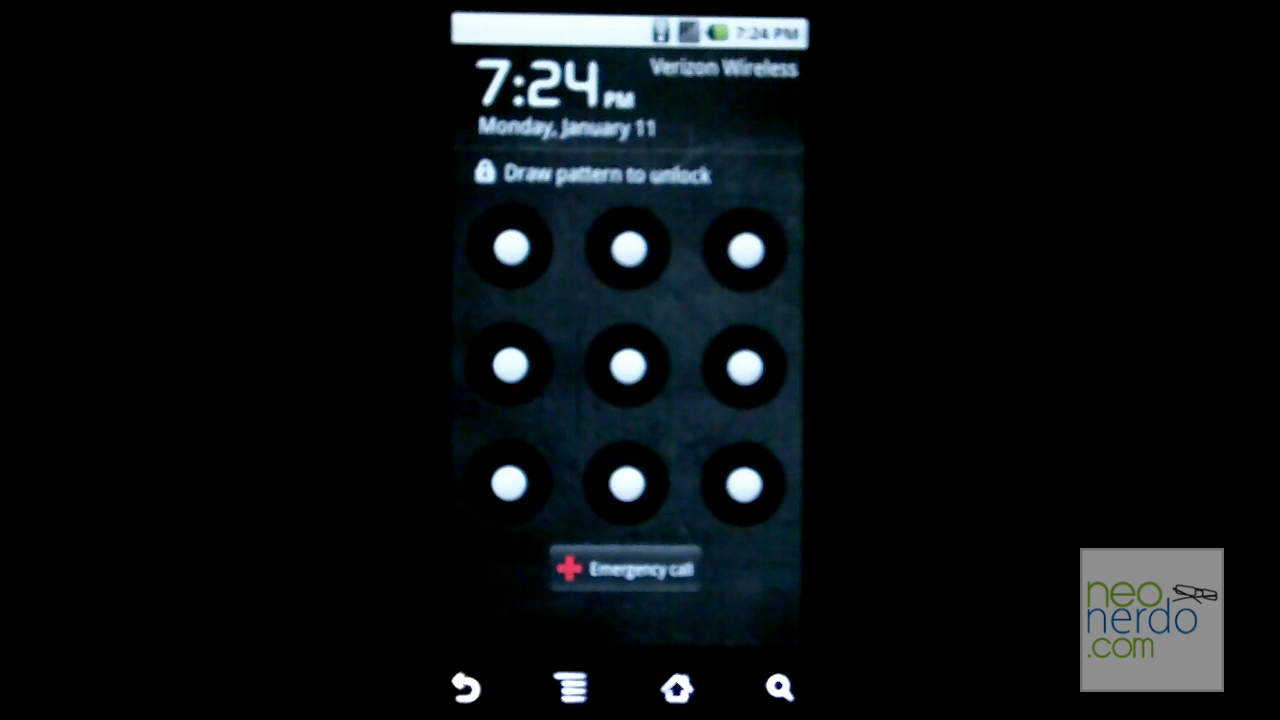 7:24 PM
Verizon Wireless
7:24 PM
Monday, January 11
Draw pattern to unlock
Emergency call
neo
nerdo
.com